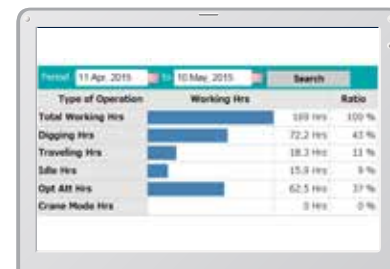 Period 11 Apr. 2015 to 10 May. 2015 Search
Type of Operation Working Hrs Ratio
Total Working Hrs 169 Hrs 100 %
Digging Hrs 72.2 Hrs 43 %
Traveling Hrs 18.3 Hrs 11 %
Idle Hrs 15.9 Hrs 9 %
Opt Att Hrs 62.5 Hrs 37 %
Crane Mode Hrs 0 Hrs 0 %